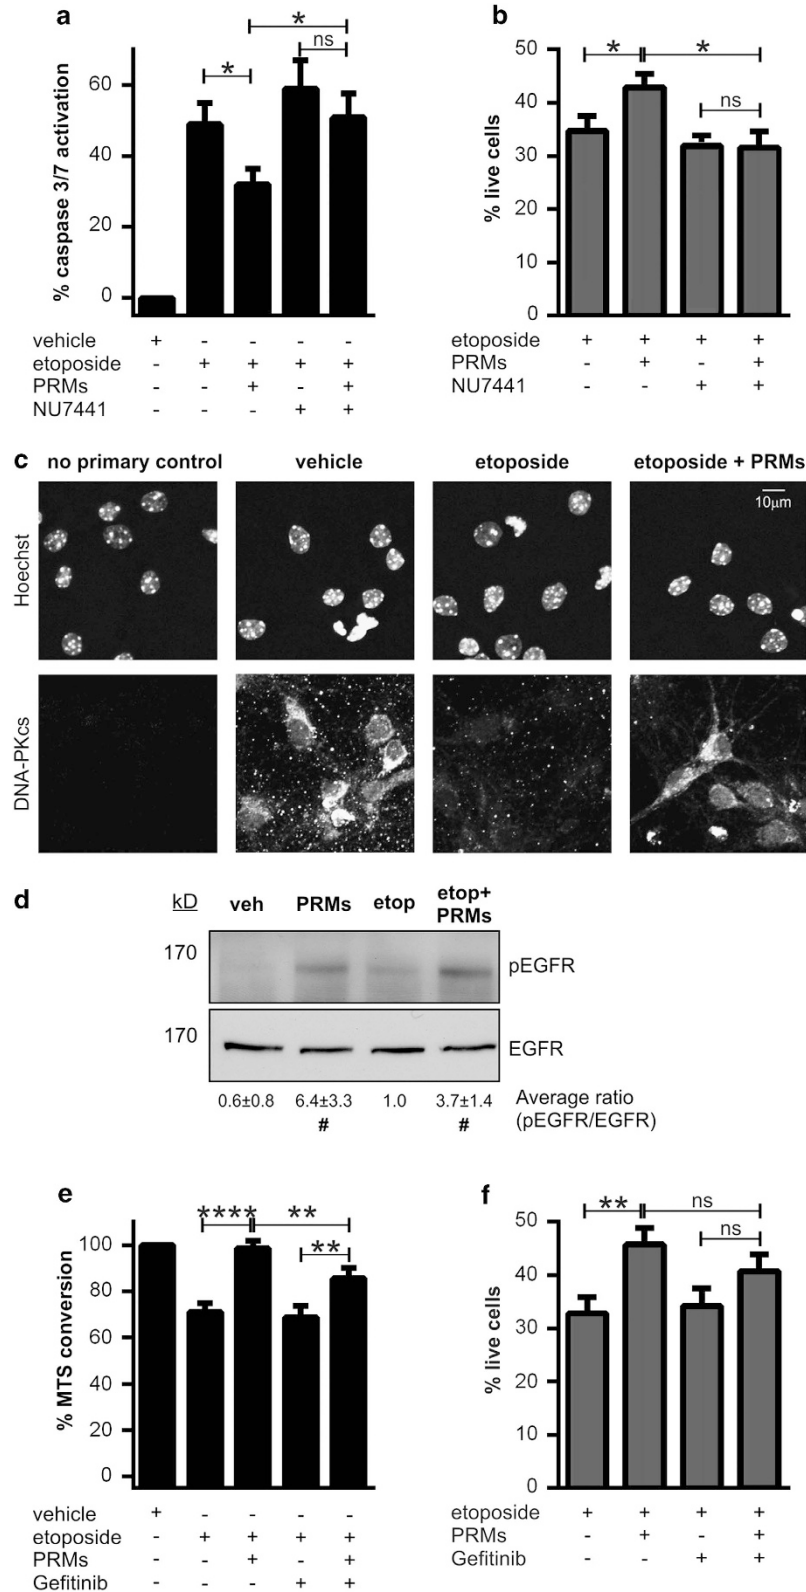 a
*
ns
*
% caspase 3/7 activation
60
40
20
0
vehicle + - - - -
etoposide - + + + +
PRMs - - + - +
NU7441 - - - + +
b
* *
ns
% live cells
50
40
30
20
10
0
etoposide + + + +
PRMs - + - +
NU7441 - - + +
c no primary control vehicle etoposide etoposide + PRMs
10μm
Hoechst
DNA-PKcs
d
kD veh PRMs etop etop+
PRMs
170 pEGFR
170 EGFR
0.6±0.8 6.4±3.3 1.0 3.7±1.4 Average ratio
# # (pEGFR/EGFR)
e
**** **
**
% MTS conversion
100
80
60
40
20
0
vehicle + - - - -
etoposide - + + + +
PRMs - - + - +
Gefitinib - - - + +
f
** ns
ns
% live cells
50
40
30
20
10
0
etoposide + + + +
PRMs - + - +
Gefitinib - - + +